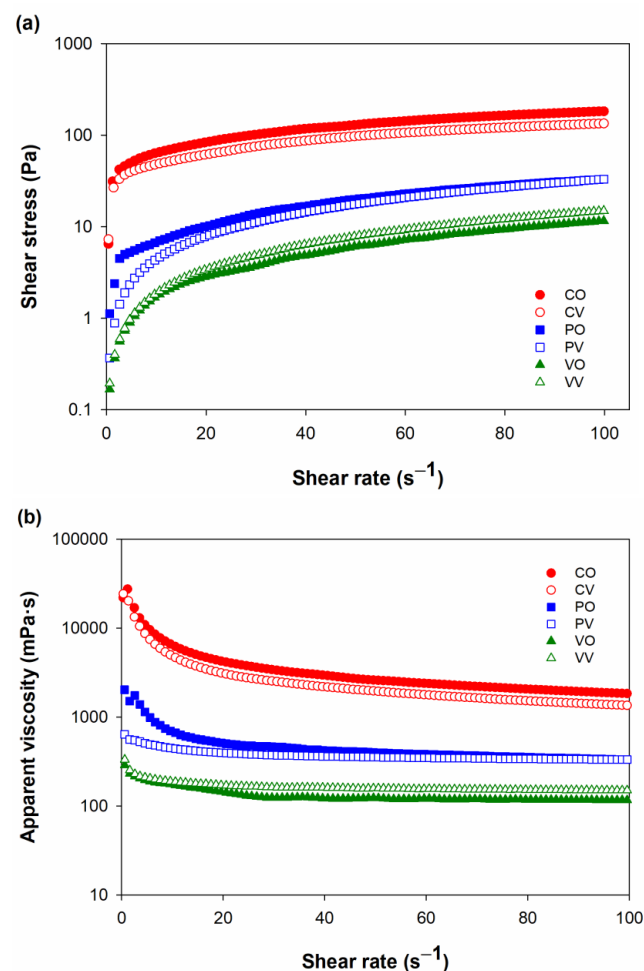 (a)
1000
100
10
1
0.1
Shear stress (Pa)
CO
CV
PO
PV
VO
VV
0 20 40 60 80 100
Shear rate (s−1)
(b)
100000
10000
1000
100
10
Apparent viscosity (mPa·s)
CO
CV
PO
PV
VO
VV
0 20 40 60 80 100
Shear rate (s−1)